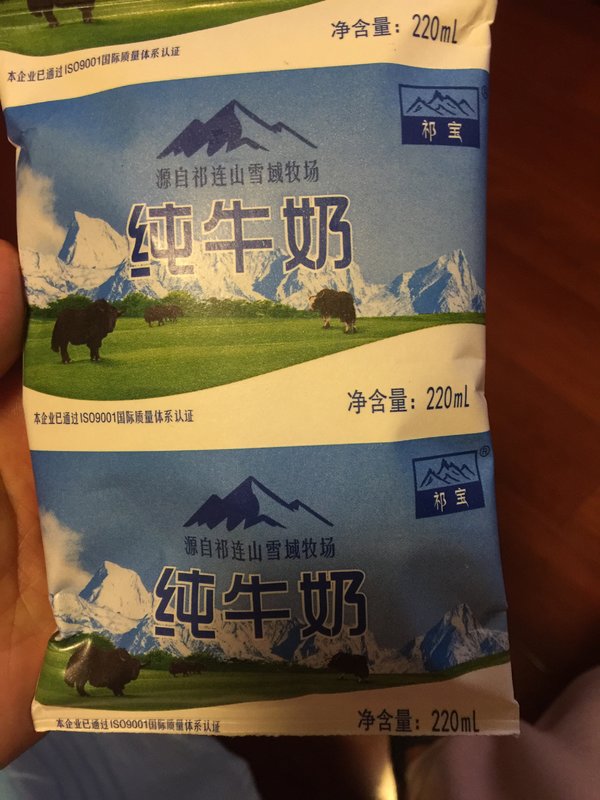 净含量：220mL
本企业已通过ISO9001国际质量体系认证
祁宝
源自祁连山雪域牧场
纯牛奶
净含量：220mL
本企业已通过ISO9001国际质量体系认证
®
祁宝
源自祁连山雪域牧场
纯牛奶
本企业已通过ISO9001国际质量体系认证
净含量：220mL